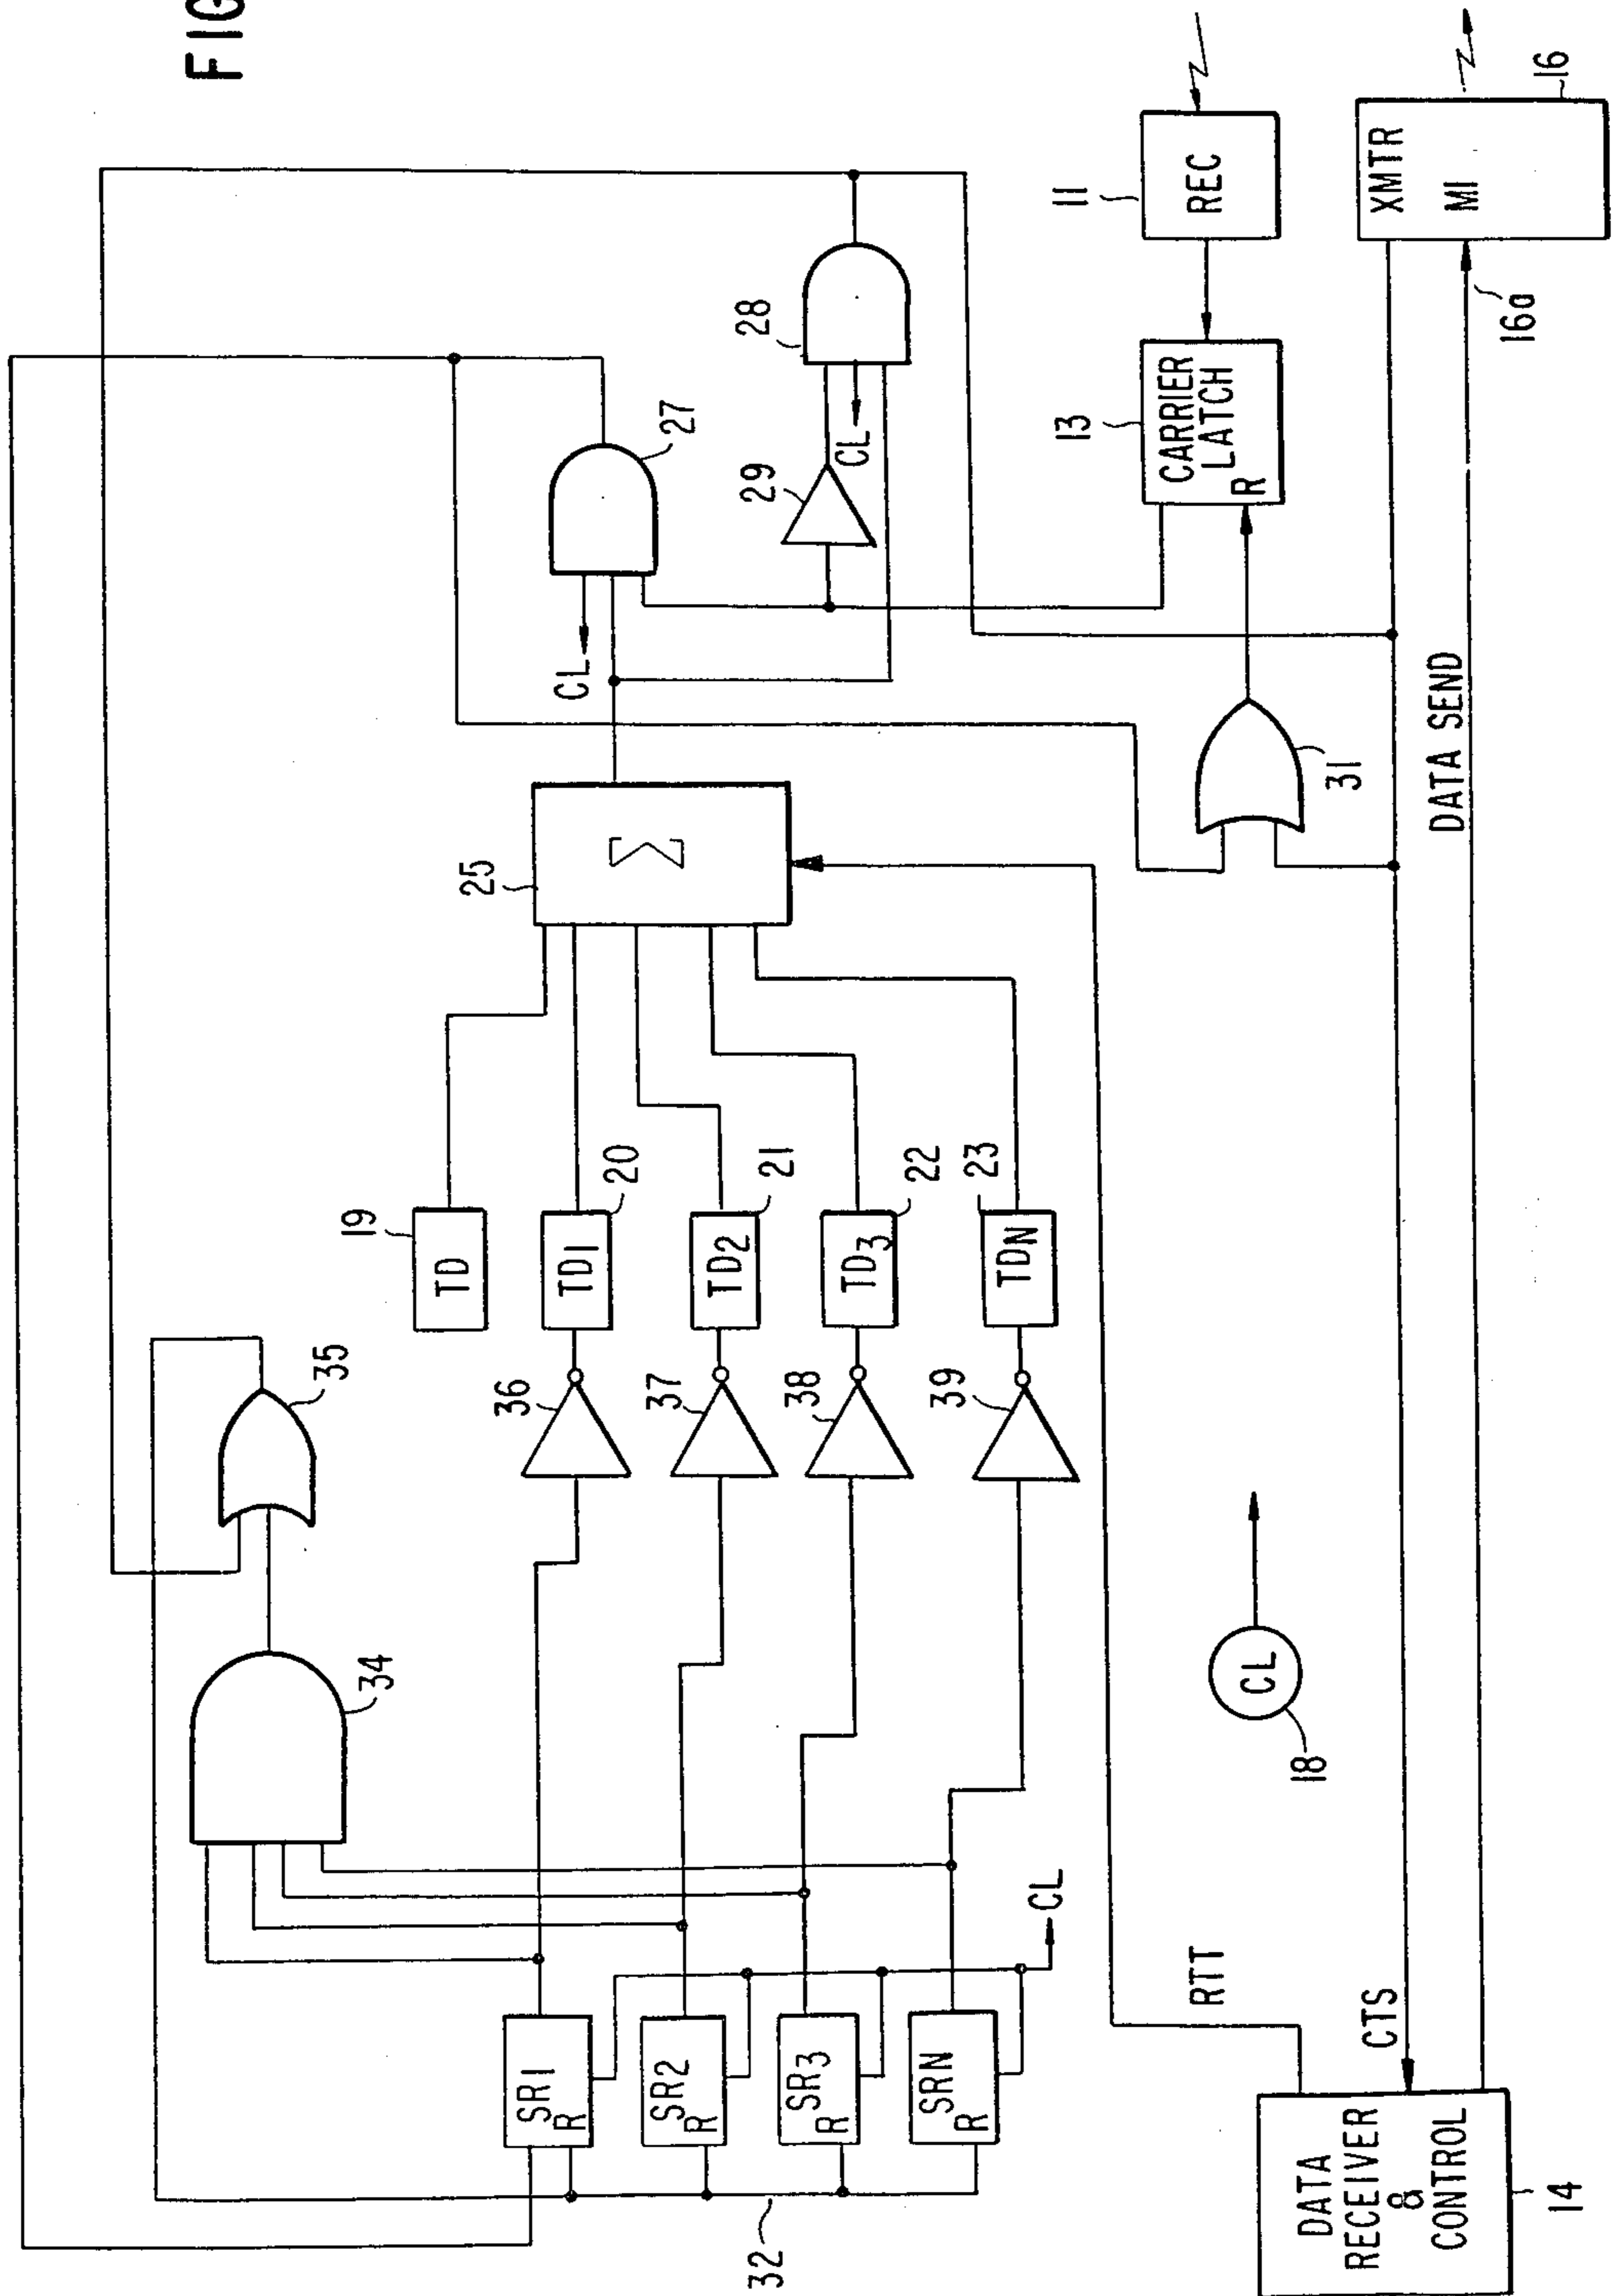 FIG
35
34
19
TD
36
TD1
20
37
TD2
21
38
TD3
22
39
TDN
23
25
Σ
27
CL
28
CL
29
SR1
R
SR2
R
SR3
R
SRN
R
CL
32
11
REC
13
CARRIER
LATCH
R
31
XMTR
MI
16
16a
DATA SEND
RTT
CTS
CL
18
DATA
RECEIVER
&
CONTROL
14